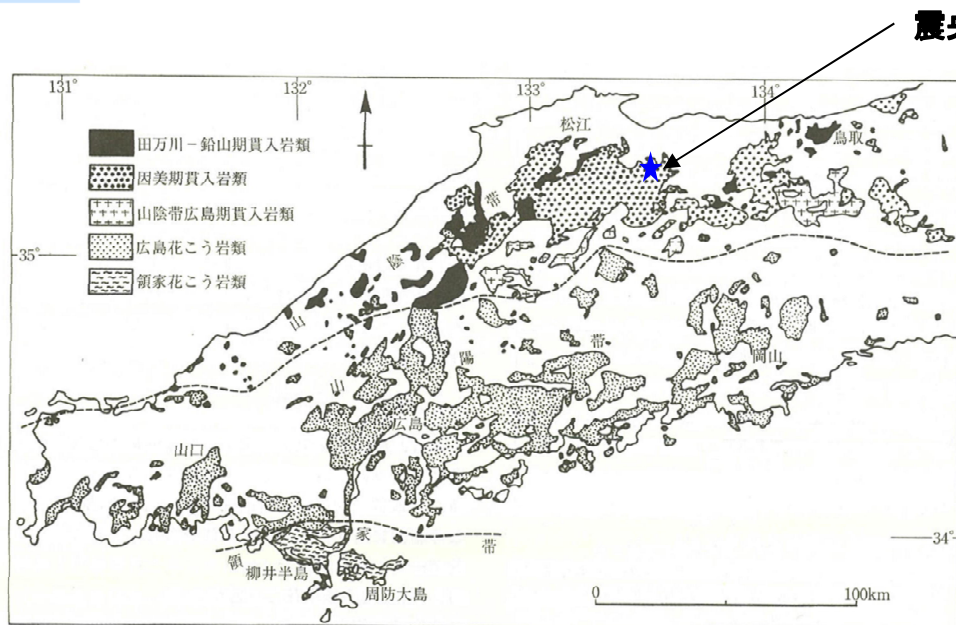 震央
131°
132°
133°
134°
松江
鳥取
田万川－鉛山期貫入岩類
因美期貫入岩類
山陰帯広島期貫入岩類
広島花こう岩類
領家花こう岩類
35°
山陰帯
山陽帯
岡山
広島
山口
領家帯
34°
柳井半島
周防大島
0
100km